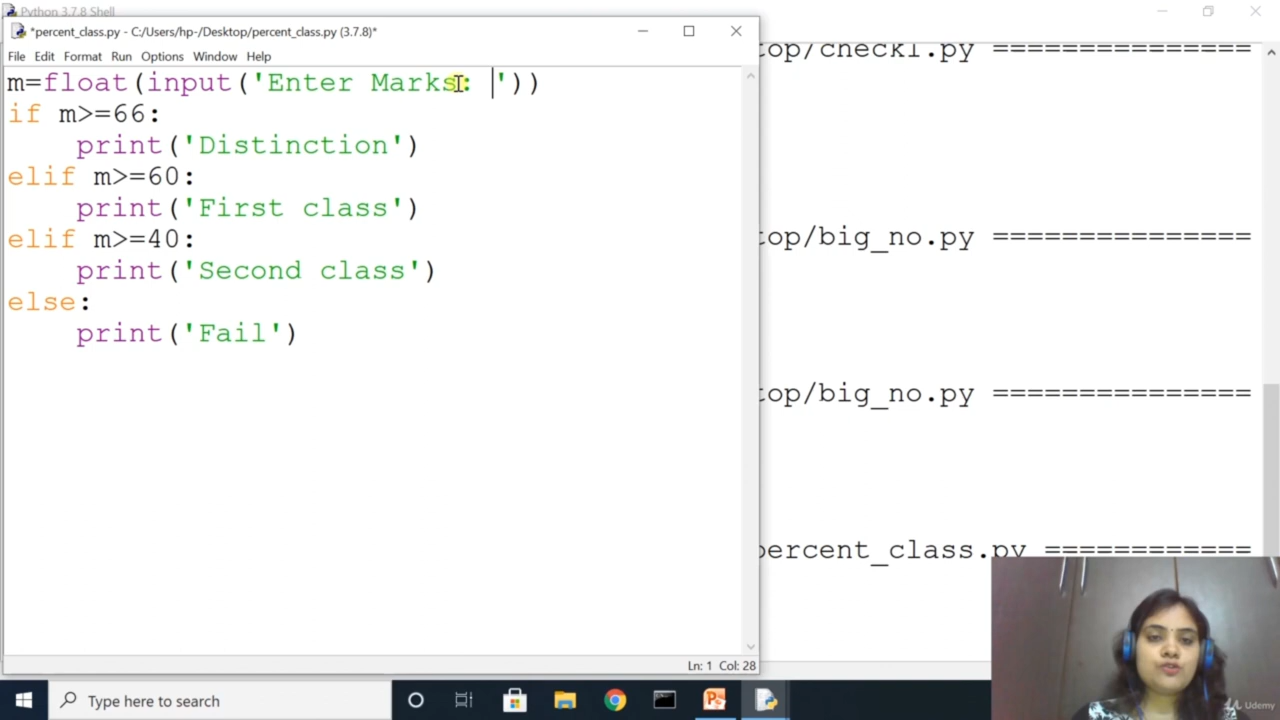 Python 3.7.8 Shell
*percent_class.py - C:/Users/hp-/Desktop/percent_class.py (3.7.8)*
File Edit Format Run Options Window Help
m=float(input('Enter Marks: '))
if m>=66:
    print('Distinction')
elif m>=60:
    print('First class')
elif m>=40:
    print('Second class')
else:
    print('Fail')
Ln: 1 Col: 28
top/check1.py ===============
top/big_no.py ===============
top/big_no.py ===============
percent_class.py ============
Type here to search
Udemy